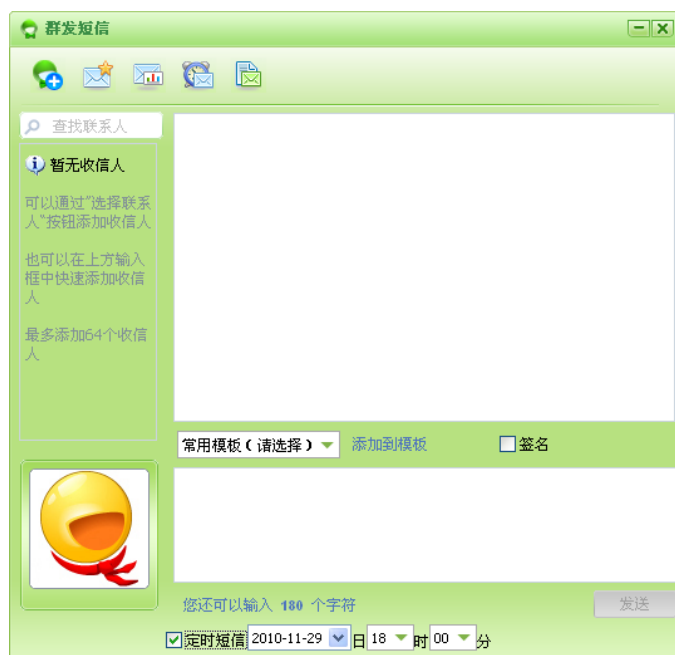 群发短信
查找联系人
暂无收信人
可以通过"选择联系
人"按钮添加收信人
也可以在上方输入
框中快速添加收信
人
最多添加64个收信
人
常用模板(请选择) 添加到模板 签名
您还可以输入 180 个字符 发送
定时短信 2010-11-29 日 18 时 00 分